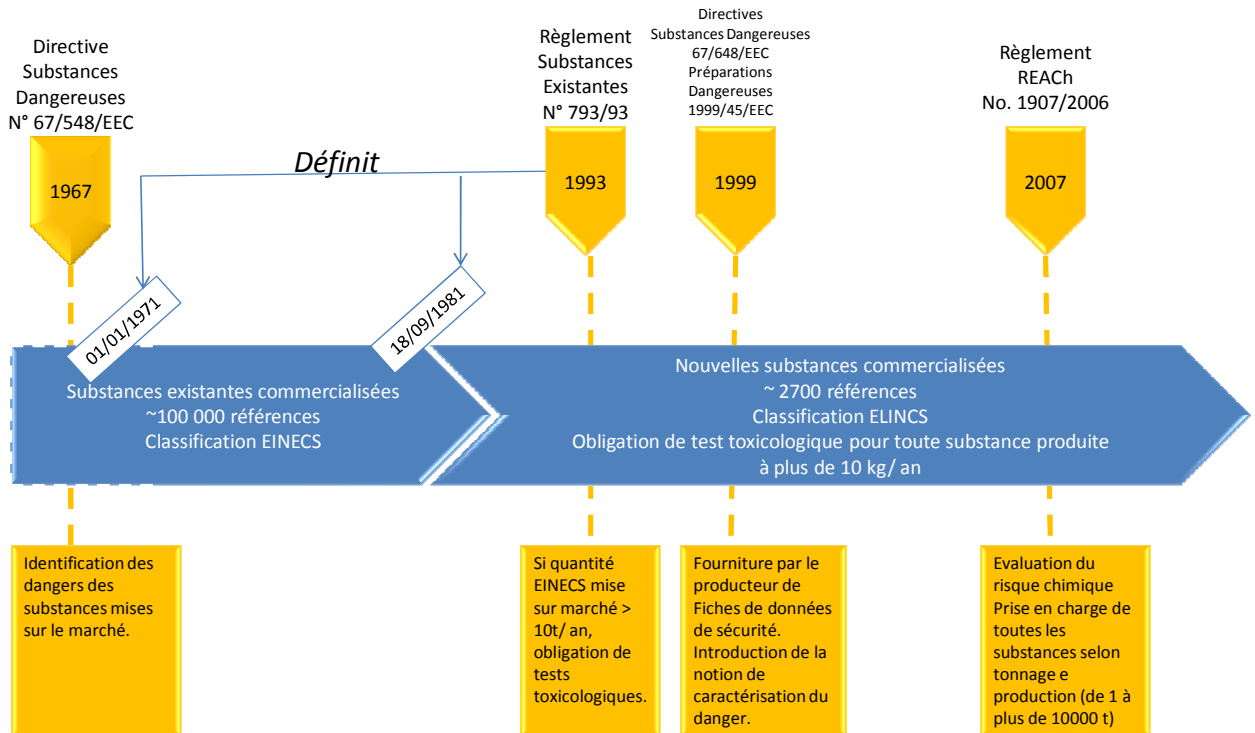 Directive
Substances
Dangereuses
N° 67/548/EEC
1967
Règlement
Substances
Existantes
N° 793/93
1993
Directives
Substances Dangereuses
67/648/EEC
Préparations
Dangereuses
1999/45/EEC
1999
Règlement
REACh
No. 1907/2006
2007
Définit
01/01/1971
18/09/1981
Substances existantes commercialisées
~100 000 références
Classification EINECS
Nouvelles substances commercialisées
~ 2700 références
Classification ELINCS
Obligation de test toxicologique pour toute substance produite
à plus de 10 kg/ an
Identification des
dangers des
substances mises
sur le marché.
Si quantité
EINECS mise
sur marché >
10t/ an,
obligation de
tests
toxicologiques.
Fourniture par le
producteur de
Fiches de données
de sécurité.
Introduction de la
notion de
caractérisation du
danger.
Evaluation du
risque chimique
Prise en charge de
toutes les
substances selon
tonnage e
production (de 1 à
plus de 10000 t)